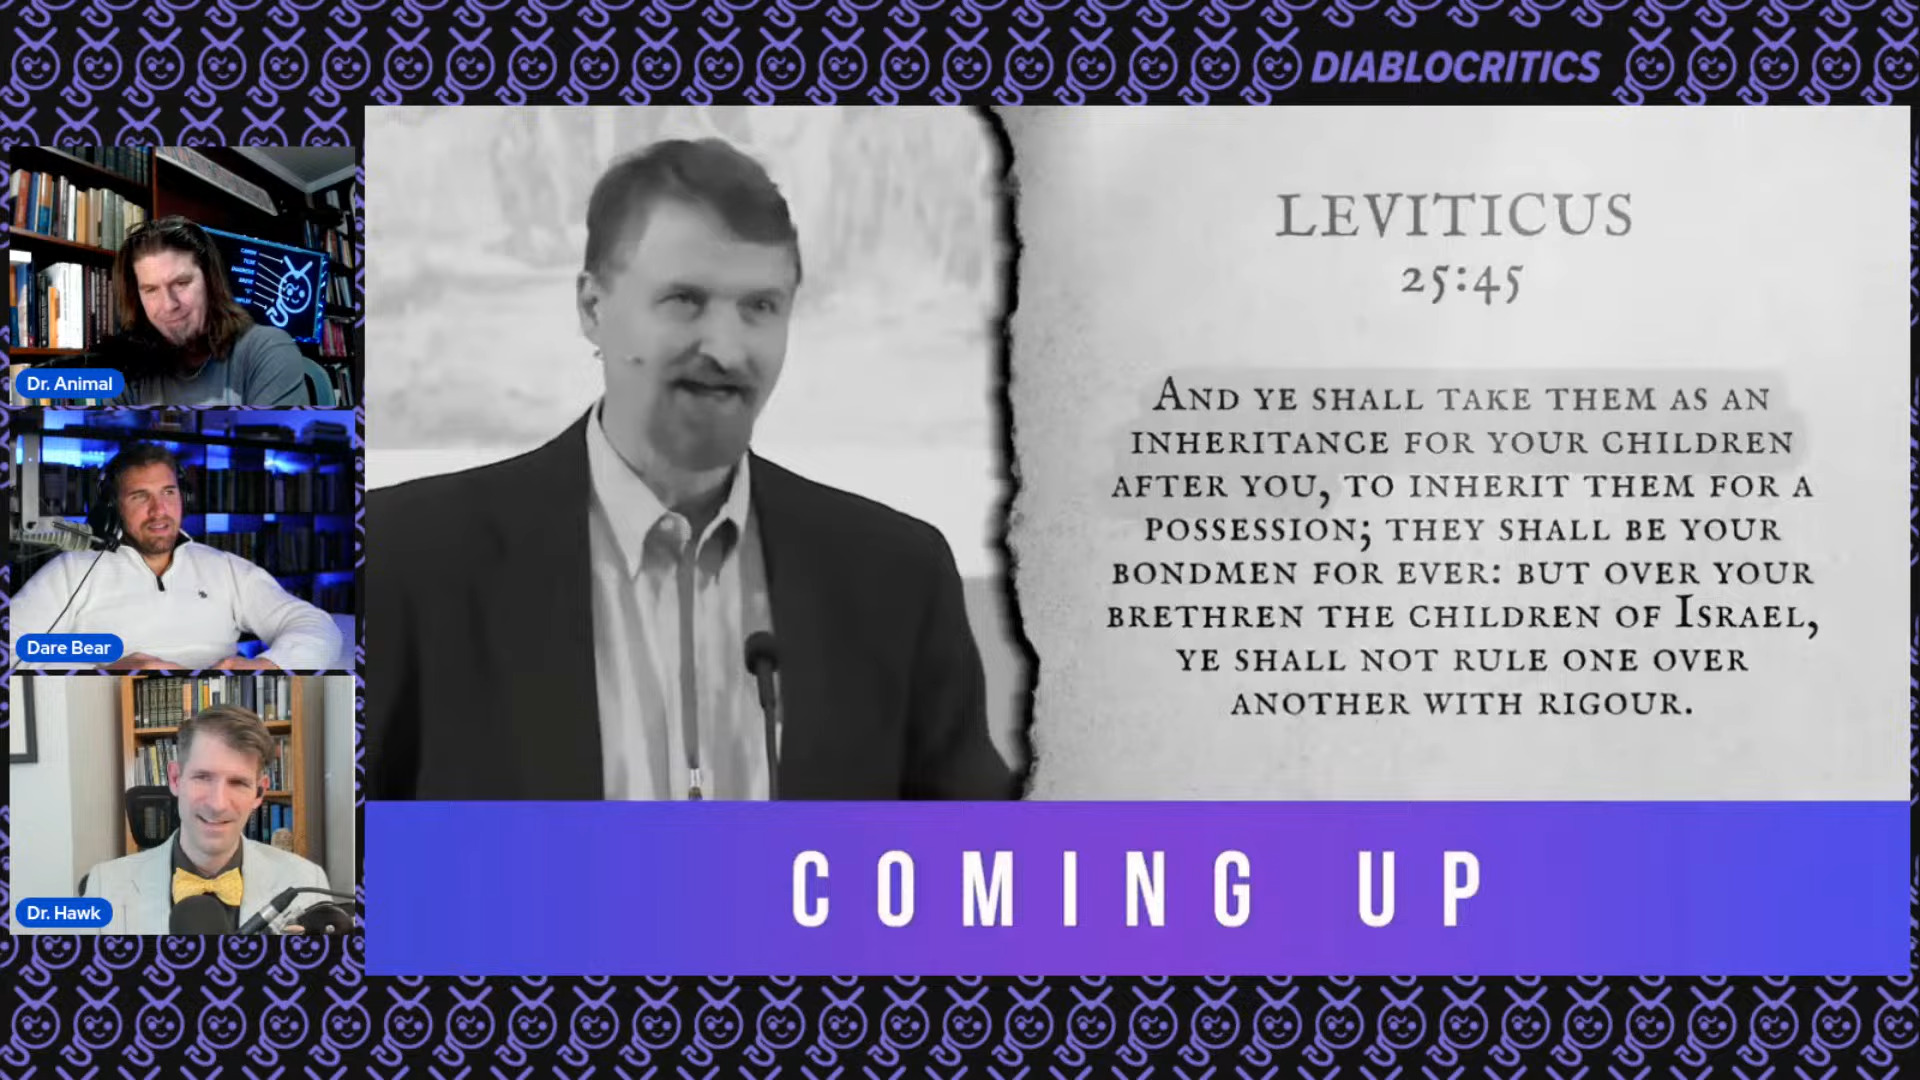 DIABLOCRITICS
Dr. Animal
Dare Bear
Dr. Hawk
LEVITICUS
25:45
AND YE SHALL TAKE THEM AS AN
INHERITANCE FOR YOUR CHILDREN
AFTER YOU, TO INHERIT THEM FOR A
POSSESSION; THEY SHALL BE YOUR
BONDMEN FOR EVER: BUT OVER YOUR
BRETHREN THE CHILDREN OF ISRAEL,
YE SHALL NOT RULE ONE OVER
ANOTHER WITH RIGOUR.
COMING UP